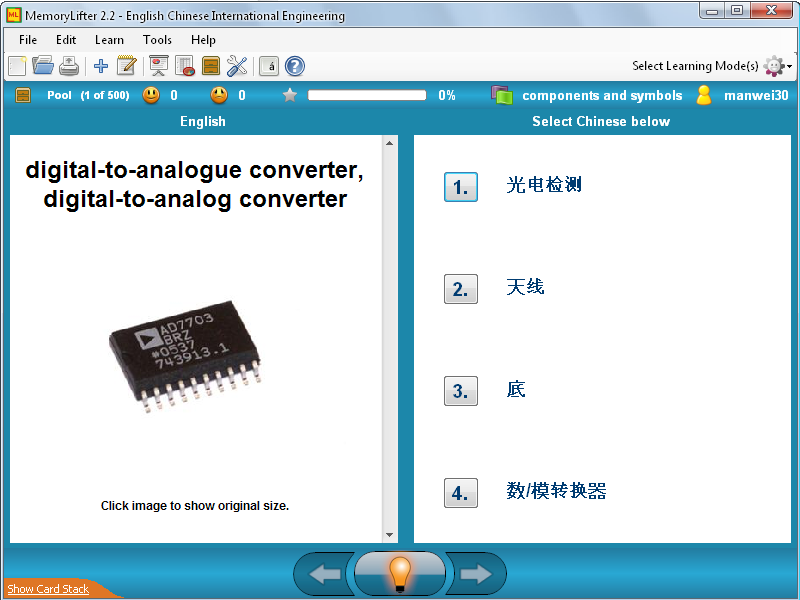 MemoryLifter 2.2 - English Chinese International Engineering
File Edit Learn Tools Help
á ? Select Learning Mode(s)
Pool (1 of 500) 0 0 0% components and symbols manwei30
English
Select Chinese below
digital-to-analogue converter,
digital-to-analog converter
AD7703
BRZ
#0537
743913.1
Click image to show original size.
1. 光电检测
2. 天线
3. 底
4. 数/模转换器
Show Card Stack